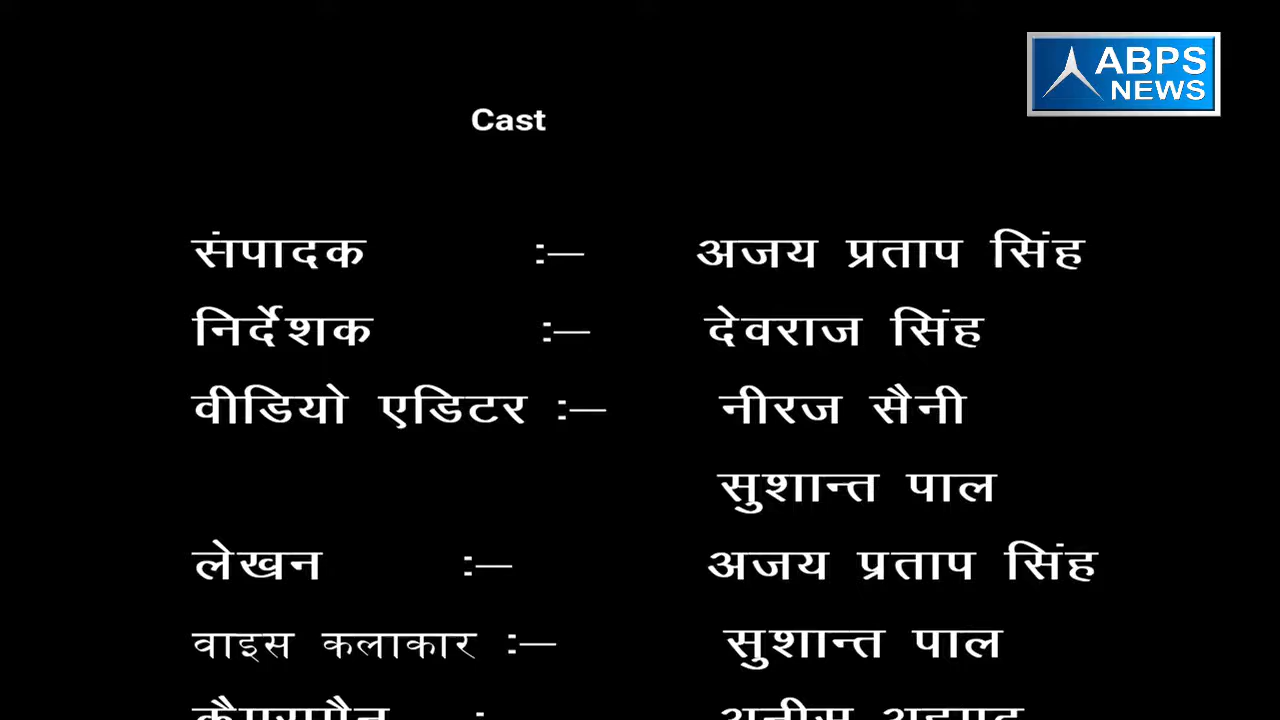 ABPS
NEWS
Cast
संपादक :— अजय प्रताप सिंह
निर्देशक :— देवराज सिंह
वीडियो एडिटर :— नीरज सैनी
सुशान्त पाल
लेखन :— अजय प्रताप सिंह
वाइस कलाकार :— सुशान्त पाल